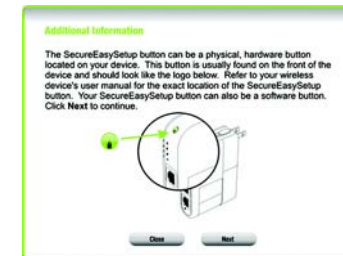 Additional Information
The SecureEasySetup button can be a physical, hardware button
located on your device. This button is usually found on the front of the
device and should look like the logo below. Refer to your wireless
device's user manual for the exact location of the SecureEasySetup
button. Your SecureEasySetup button can also be a software button.
Click Next to continue.
Close
Next